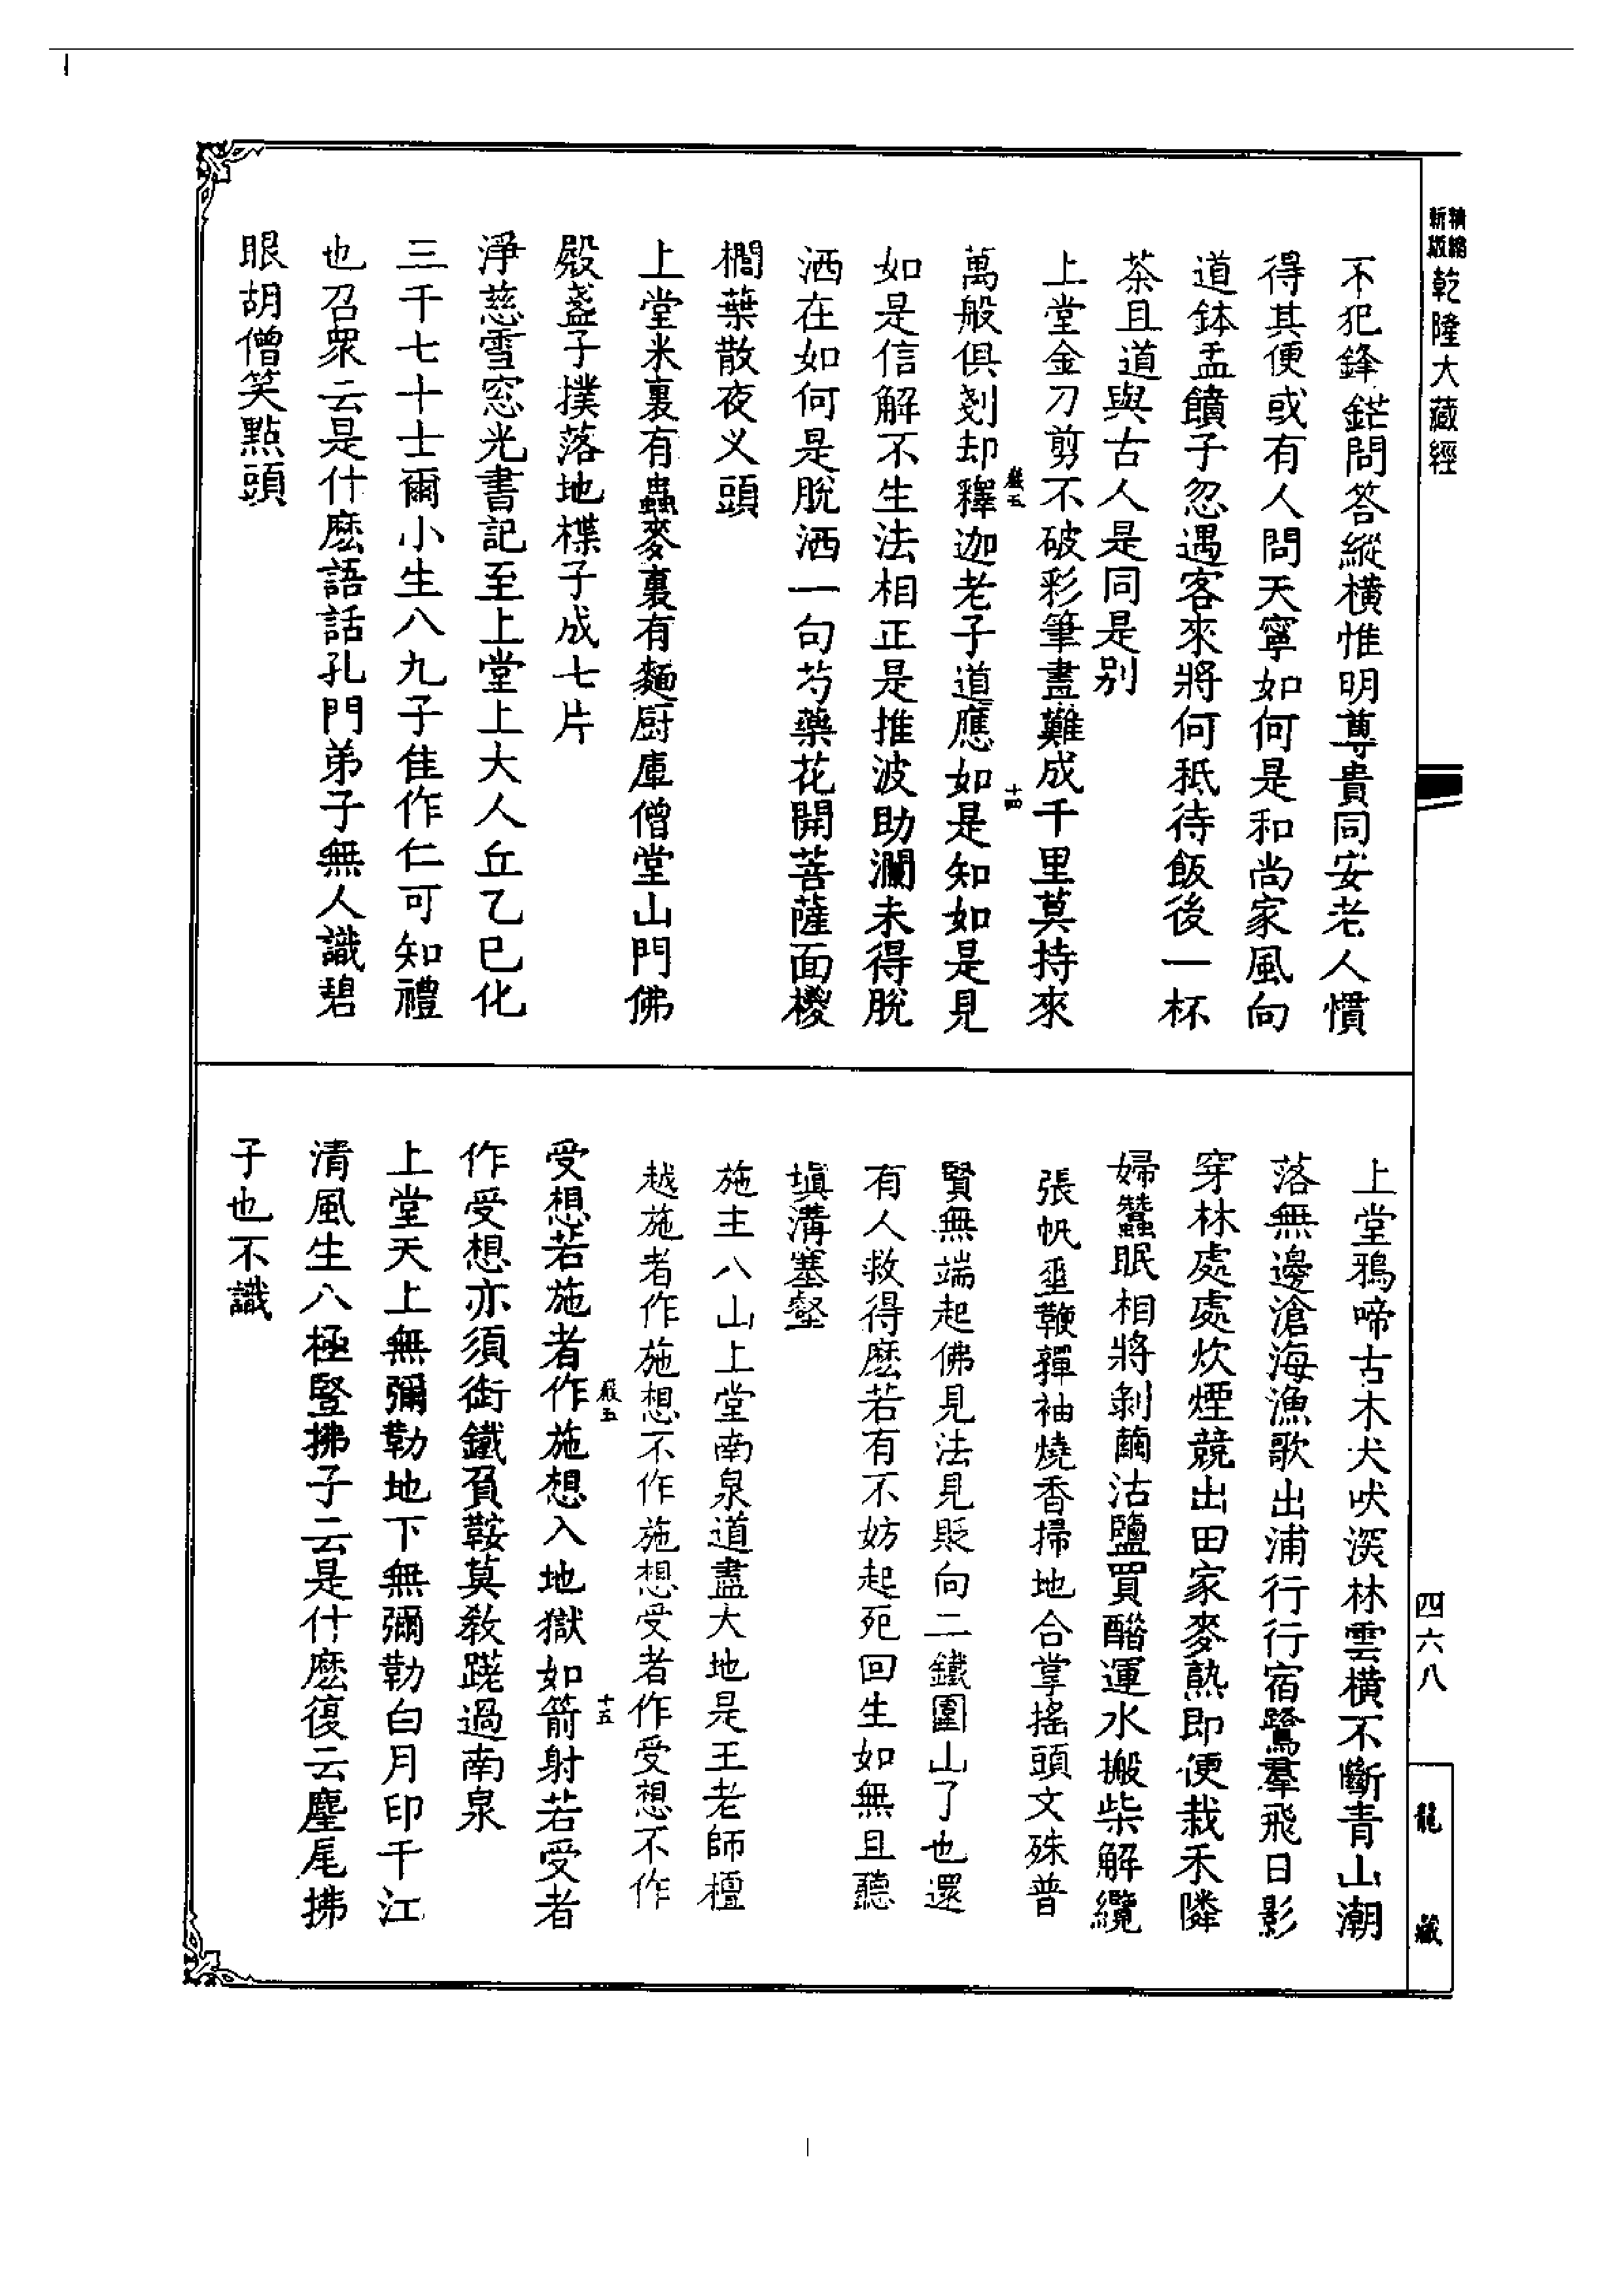 精縮
新版
乾隆大藏經
四六八
龍藏
不犯鋒鋩問答縱橫惟明尊貴同安老人慣
得其便或有人問天寧如何是和尚家風向
道鉢盂饙子忽遇客來將何秖待飯後一杯
茶且道與古人是同是別
上堂金刀剪不破彩筆畫難成千里莫持來
嚴五
十四
萬般俱剗却釋迦老子道應如是知如是見
如是信解不生法相正是推波助瀾未得脫
洒在如何是脫洒一句芍藥花開菩薩面椶
櫚葉散夜义頭
上堂米裏有蟲麥裏有麵厨庫僧堂山門佛
殿盞子撲落地楪子成七片
淨慈雪窓光書記至上堂上大人丘乙巳化
三千七十士爾小生八九子佳作仁可知禮
也召眾云是什麼語話孔門弟子無人識碧
眼胡僧笑點頭
上堂鴉啼古木犬吠深林雲橫不斷青山潮
落無邊滄海漁歌出浦行行宿鷺羣飛日影
穿林處處炊煙競出田家麥熟即便栽禾隣
婦蠶眠相將剝繭沽鹽買醋運水搬柴解纜
張帆垂鞭嚲袖燒香掃地合掌搖頭文殊普
賢無端起佛見法見貶向二鐵圍山了也還
有人救得麼若有不妨起死回生如無且聽
塡溝塞壑
施主八山上堂南泉道盡大地是王老師檀
越施者作施想不作施想受者作受想不作
受想若施者作施想入地獄如箭射若受者
嚴五
十五
作受想亦須銜鐵負鞍莫教蹉過南泉
上堂天上無彌勒地下無彌勒白月印千江
清風生八極豎拂子云是什麼復云麈尾拂
子也不識